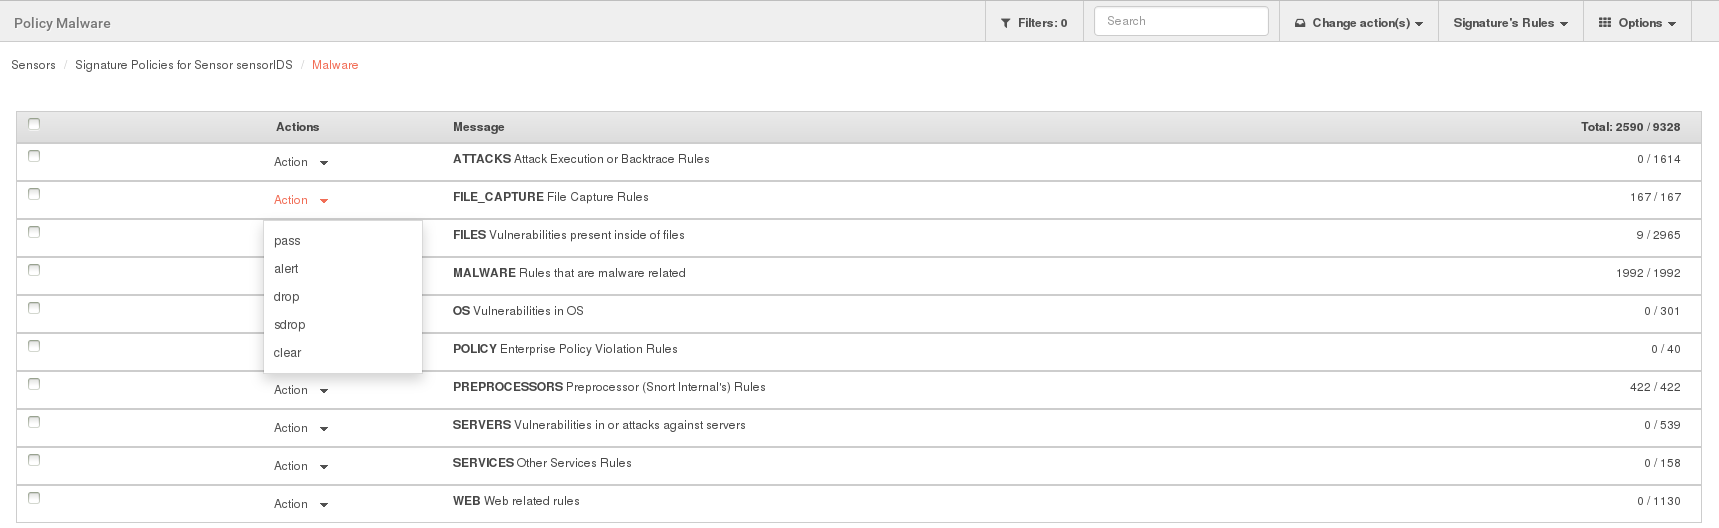 Policy Malware Filters: 0 Search Change action(s) Signature's Rules Options
Sensors / Signature Policies for Sensor sensorIDS / Malware
Actions Message Total: 2590 / 9328
Action ATTACKS Attack Execution or Backtrace Rules 0 / 1614
Action FILE_CAPTURE File Capture Rules 167 / 167
FILES Vulnerabilities present inside of files 9 / 2965
pass
alert
MALWARE Rules that are malware related 1992 / 1992
drop
OS Vulnerabilities in OS 0 / 301
sdrop
POLICY Enterprise Policy Violation Rules 0 / 40
clear
Action PREPROCESSORS Preprocessor (Snort Internal's) Rules 422 / 422
Action SERVERS Vulnerabilities in or attacks against servers 0 / 539
Action SERVICES Other Services Rules 0 / 158
Action WEB Web related rules 0 / 1130